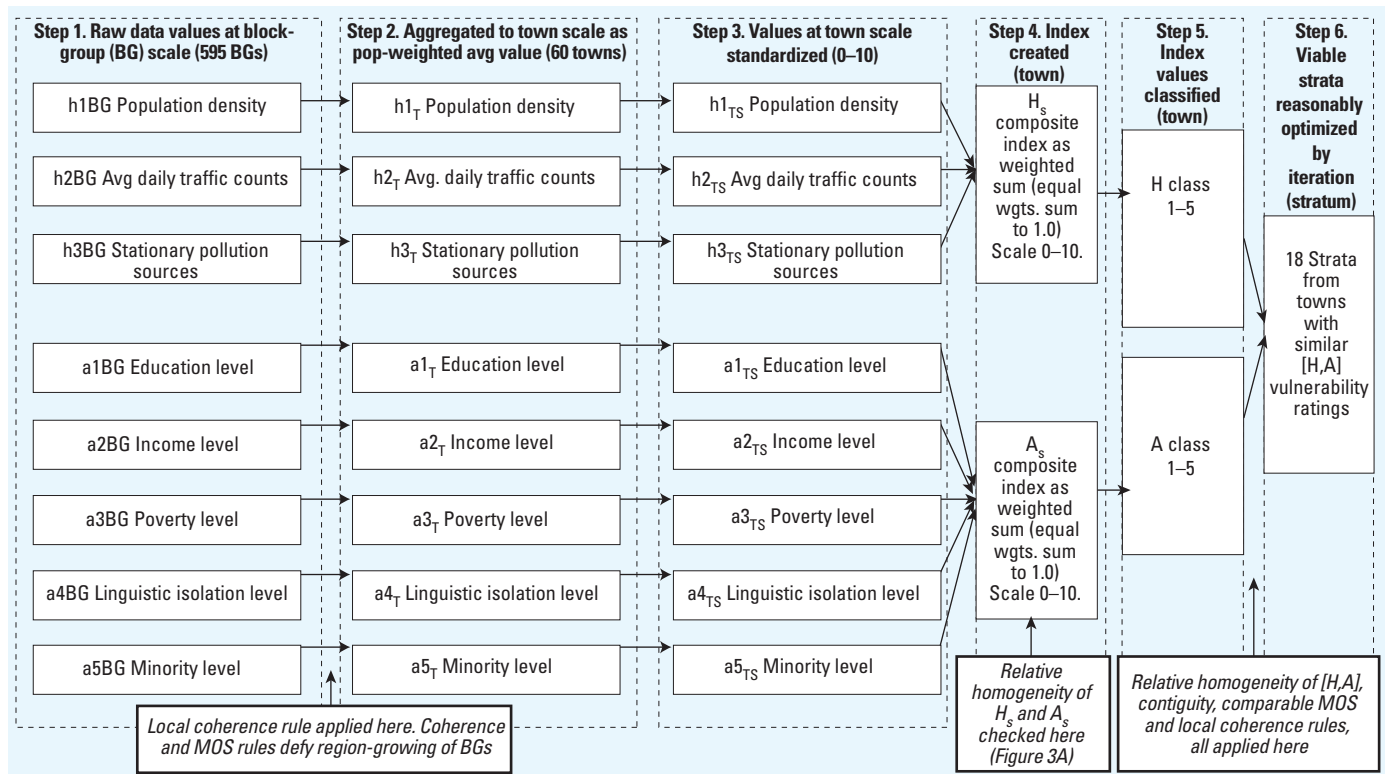 Step 1. Raw data values at block-
group (BG) scale (595 BGs)
h1BG Population density
h2BG Avg daily traffic counts
h3BG Stationary pollution
sources
a1BG Education level
a2BG Income level
a3BG Poverty level
a4BG Linguistic isolation level
a5BG Minority level
Step 2. Aggregated to town scale as
pop-weighted avg value (60 towns)
h1T Population density
h2T Avg. daily traffic counts
h3T Stationary pollution
sources
a1T Education level
a2T Income level
a3T Poverty level
a4T Linguistic isolation level
a5T Minority level
Step 3. Values at town scale
standardized (0–10)
h1TS Population density
h2TS Avg daily traffic counts
h3TS Stationary pollution
sources
a1TS Education level
a2TS Income level
a3TS Poverty level
a4TS Linguistic isolation level
a5TS Minority level
Step 4. Index
created
(town)
Hs
composite
index as
weighted
sum (equal
wgts. sum
to 1.0)
Scale 0–10.
As
composite
index as
weighted
sum (equal
wgts. sum
to 1.0)
Scale 0–10.
Step 5.
Index
values
classified
(town)
H class
1–5
A class
1–5
Step 6.
Viable
strata
reasonably
optimized
by
iteration
(stratum)
18 Strata
from
towns
with
similar
[H,A]
vulnerability
ratings
Local coherence rule applied here. Coherence
and MOS rules defy region-growing of BGs
Relative
homogeneity of
Hs and As
checked here
(Figure 3A)
Relative homogeneity of [H,A],
contiguity, comparable MOS
and local coherence rules,
all applied here